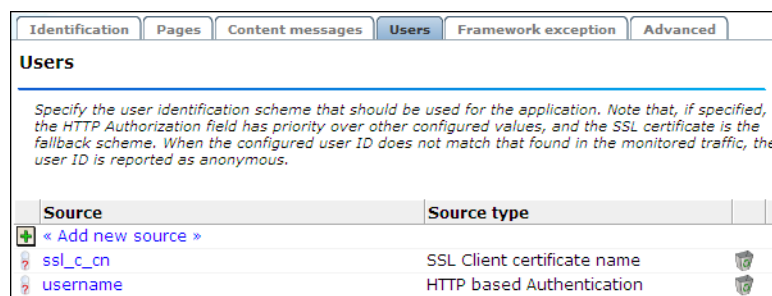 Identification Pages Content messages Users Framework exception Advanced
Users
Specify the user identification scheme that should be used for the application. Note that, if specified,
the HTTP Authorization field has priority over other configured values, and the SSL certificate is the
fallback scheme. When the configured user ID does not match that found in the monitored traffic, the
user ID is reported as anonymous.
Source Source type
« Add new source »
ssl_c_cn SSL Client certificate name
username HTTP based Authentication